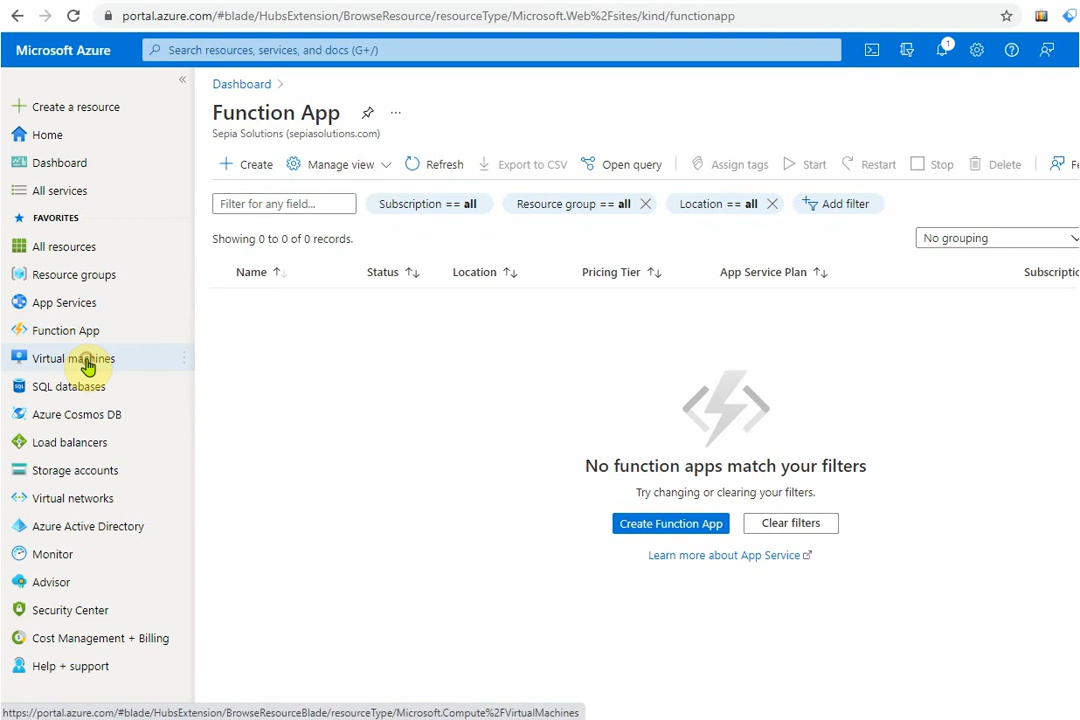 portal.azure.com/#blade/HubsExtension/BrowseResource/resourceType/Microsoft.Web%2Fsites/kind/functionapp
Microsoft Azure
Search resources, services, and docs (G+/)
1
«
Create a resource
Home
Dashboard
All services
FAVORITES
All resources
Resource groups
App Services
Function App
Virtual machines
SQL databases
Azure Cosmos DB
Load balancers
Storage accounts
Virtual networks
Azure Active Directory
Monitor
Advisor
Security Center
Cost Management + Billing
Help + support
Dashboard >
Function App ...
Sepia Solutions (sepiasolutions.com)
Create Manage view Refresh Export to CSV Open query Assign tags Start Restart Stop Delete Fe
Filter for any field... Subscription == all Resource group == all Location == all Add filter
Showing 0 to 0 of 0 records.
No grouping
Name Status Location Pricing Tier App Service Plan Subscriptio
SQL
No function apps match your filters
Try changing or clearing your filters.
Create Function App Clear filters
Learn more about App Service
https://portal.azure.com/#blade/HubsExtension/BrowseResourceBlade/resourceType/Microsoft.Compute%2FVirtualMachines